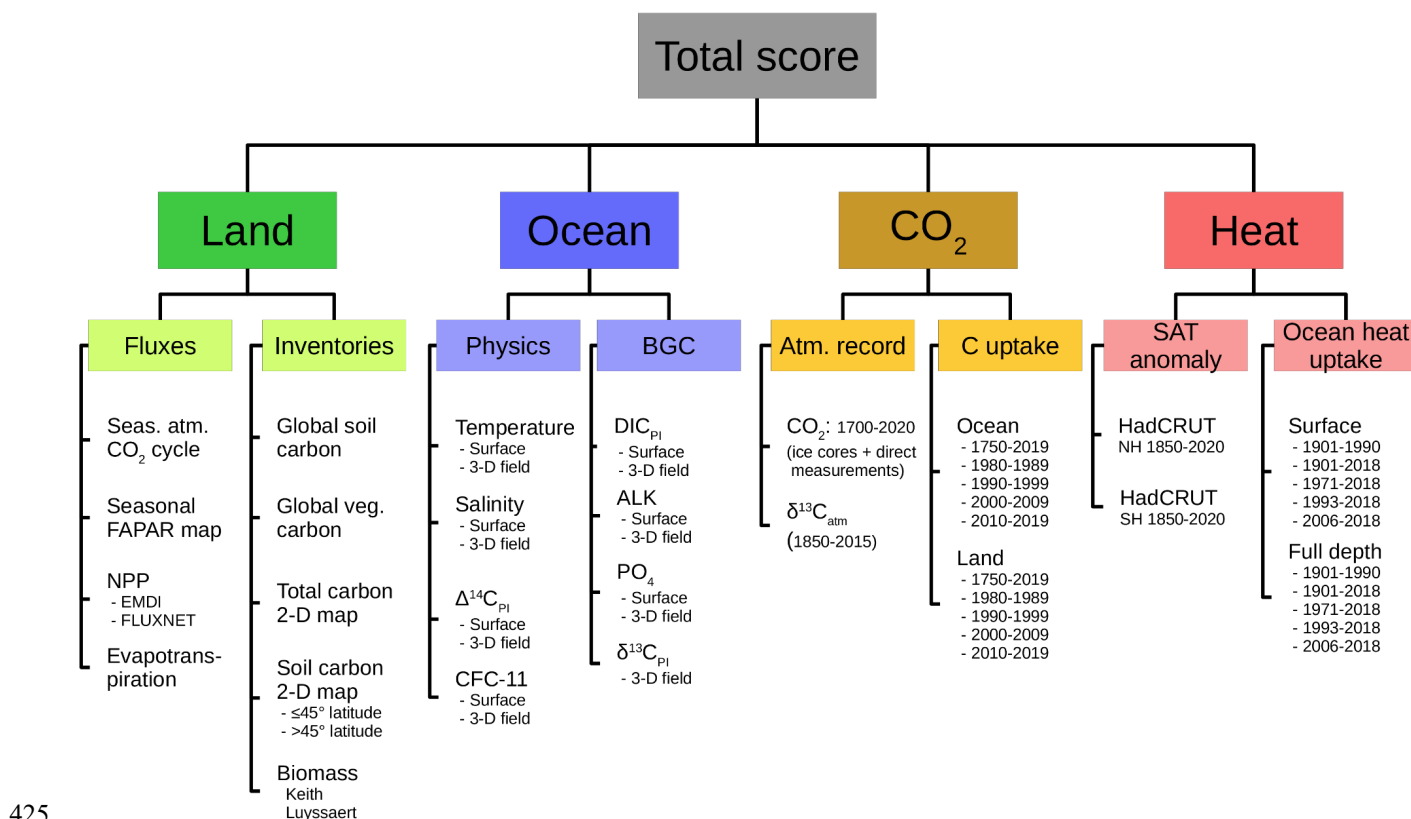 Total score
Land
Ocean
CO₂
Heat
Fluxes
Inventories
Physics
BGC
Atm. record
C uptake
SAT
anomaly
Ocean heat
uptake
Seas. atm.
CO₂ cycle
Seasonal
FAPAR map
NPP
- EMDI
- FLUXNET
Evapotrans-
piration
Global soil
carbon
Global veg.
carbon
Total carbon
2-D map
Soil carbon
2-D map
- ≤45° latitude
- >45° latitude
Biomass
Keith
Luyssaert
Temperature
- Surface
- 3-D field
Salinity
- Surface
- 3-D field
Δ¹⁴C_PI
- Surface
- 3-D field
CFC-11
- Surface
- 3-D field
DIC_PI
- Surface
- 3-D field
ALK
- Surface
- 3-D field
PO₄
- Surface
- 3-D field
δ¹³C_PI
- 3-D field
CO₂: 1700-2020
(ice cores + direct
measurements)
δ¹³C_atm
(1850-2015)
Ocean
- 1750-2019
- 1980-1989
- 1990-1999
- 2000-2009
- 2010-2019
Land
- 1750-2019
- 1980-1989
- 1990-1999
- 2000-2009
- 2010-2019
HadCRUT
NH 1850-2020
HadCRUT
SH 1850-2020
Surface
- 1901-1990
- 1901-2018
- 1971-2018
- 1993-2018
- 2006-2018
Full depth
- 1901-1990
- 1901-2018
- 1971-2018
- 1993-2018
- 2006-2018
425